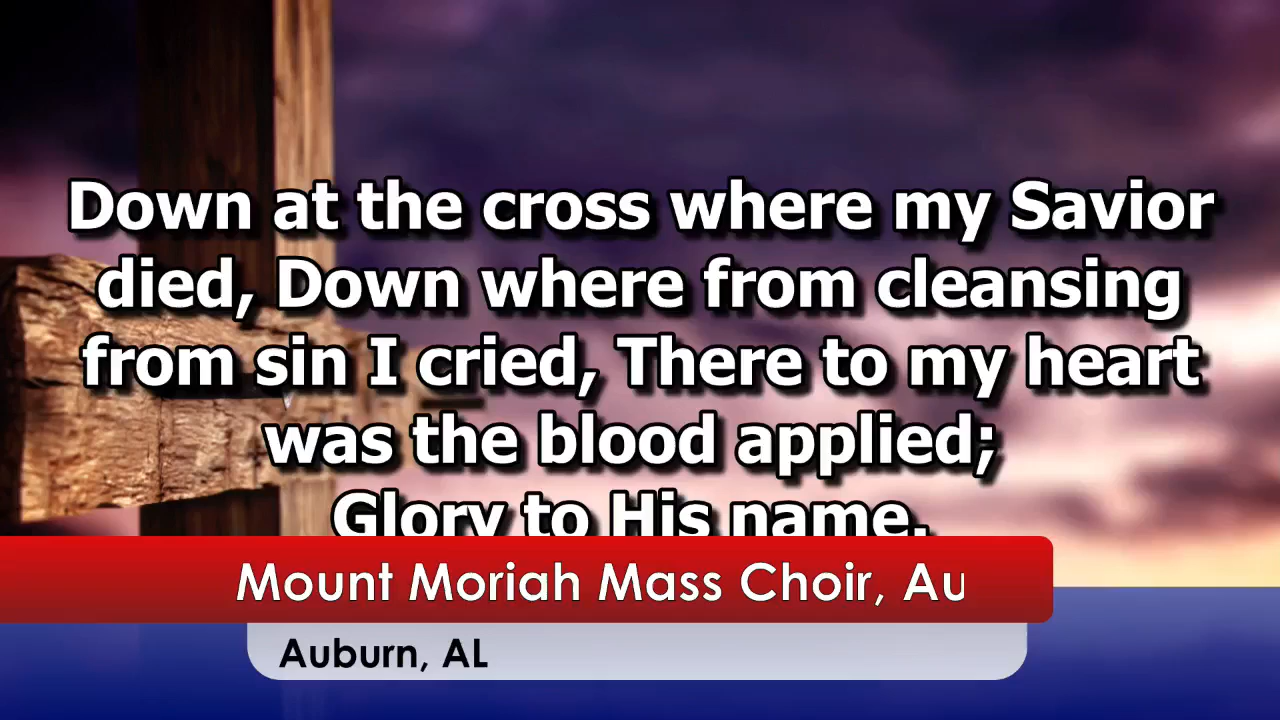 Down at the cross where my Savior
died, Down where from cleansing
from sin I cried, There to my heart
was the blood applied;
Glory to His name.
Mount Moriah Mass Choir, Au
Auburn, AL